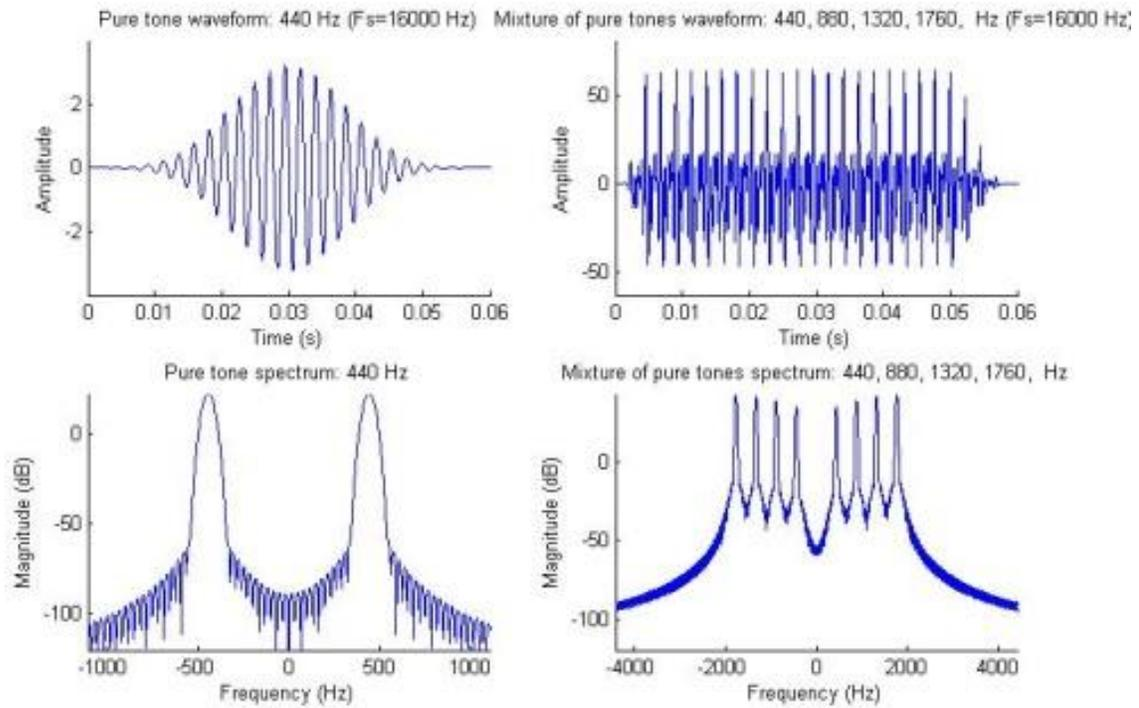 Pure tone waveform: 440 Hz (Fs=16000 Hz)
Amplitude
2
0
-2
0 0.01 0.02 0.03 0.04 0.05 0.06
Time (s)
Mixture of pure tones waveform: 440, 880, 1320, 1760, Hz (Fs=16000 Hz)
Amplitude
50
0
-50
0 0.01 0.02 0.03 0.04 0.05 0.06
Time (s)
Pure tone spectrum: 440 Hz
Magnitude (dB)
0
-50
-100
-1000 -500 0 500 1000
Frequency (Hz)
Mixture of pure tones spectrum: 440, 880, 1320, 1760, Hz
Magnitude (dB)
0
-50
-100
-4000 -2000 0 2000 4000
Frequency (Hz)